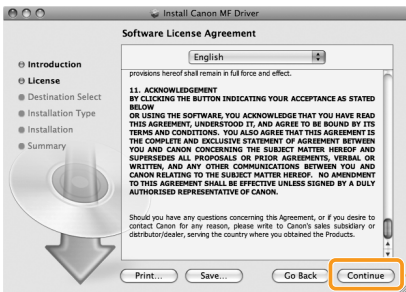 Install Canon MF Driver
Software License Agreement
Introduction
License
Destination Select
Installation Type
Installation
Summary
English
provisions hereof shall remain in full force and effect.
11. ACKNOWLEDGEMENT
BY CLICKING THE BUTTON INDICATING YOUR ACCEPTANCE AS STATED
BELOW
OR USING THE SOFTWARE, YOU ACKNOWLEDGE THAT YOU HAVE READ
THIS AGREEMENT, UNDERSTOOD IT, AND AGREE TO BE BOUND BY ITS
TERMS AND CONDITIONS. YOU ALSO AGREE THAT THIS AGREEMENT IS
THE COMPLETE AND EXCLUSIVE STATEMENT OF AGREEMENT BETWEEN
YOU AND CANON CONCERNING THE SUBJECT MATTER HEREOF AND
SUPERSEDES ALL PROPOSALS OR PRIOR AGREEMENTS, VERBAL OR
WRITTEN, AND ANY OTHER COMMUNICATIONS BETWEEN YOU AND
CANON RELATING TO THE SUBJECT MATTER HEREOF. NO AMENDMENT
TO THIS AGREEMENT SHALL BE EFFECTIVE UNLESS SIGNED BY A DULY
AUTHORISED REPRESENTATIVE OF CANON.
Should you have any questions concerning this Agreement, or if you desire to
contact Canon for any reason, please write to Canon's sales subsidiary or
distributor/dealer, serving the country where you obtained the Products.
Print...
Save...
Go Back
Continue